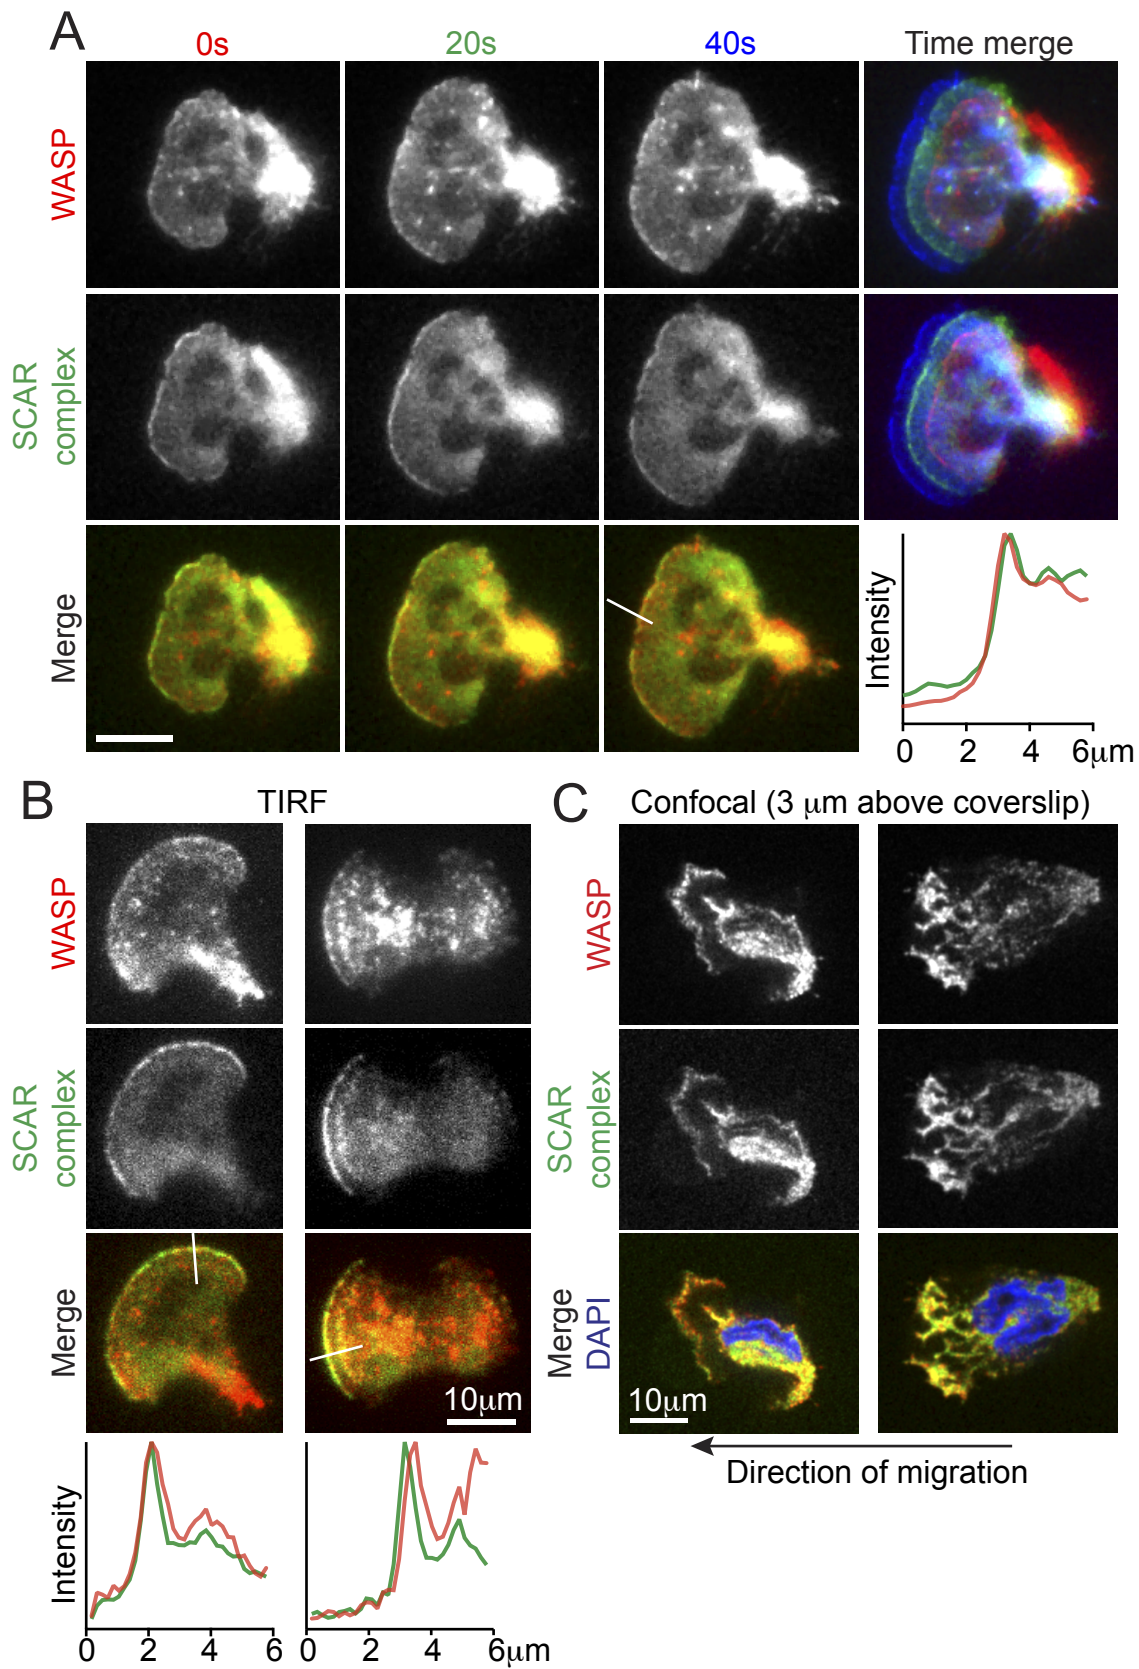 A
0s
20s
40s
Time merge
WASP
SCAR
complex
Merge
Intensity
0
2
4
6μm
B
TIRF
C
Confocal (3 μm above coverslip)
WASP
WASP
SCAR
complex
SCAR
complex
Merge
Merge
DAPI
10μm
10μm
Direction of migration
Intensity
0
2
4
6
0
2
4
6μm